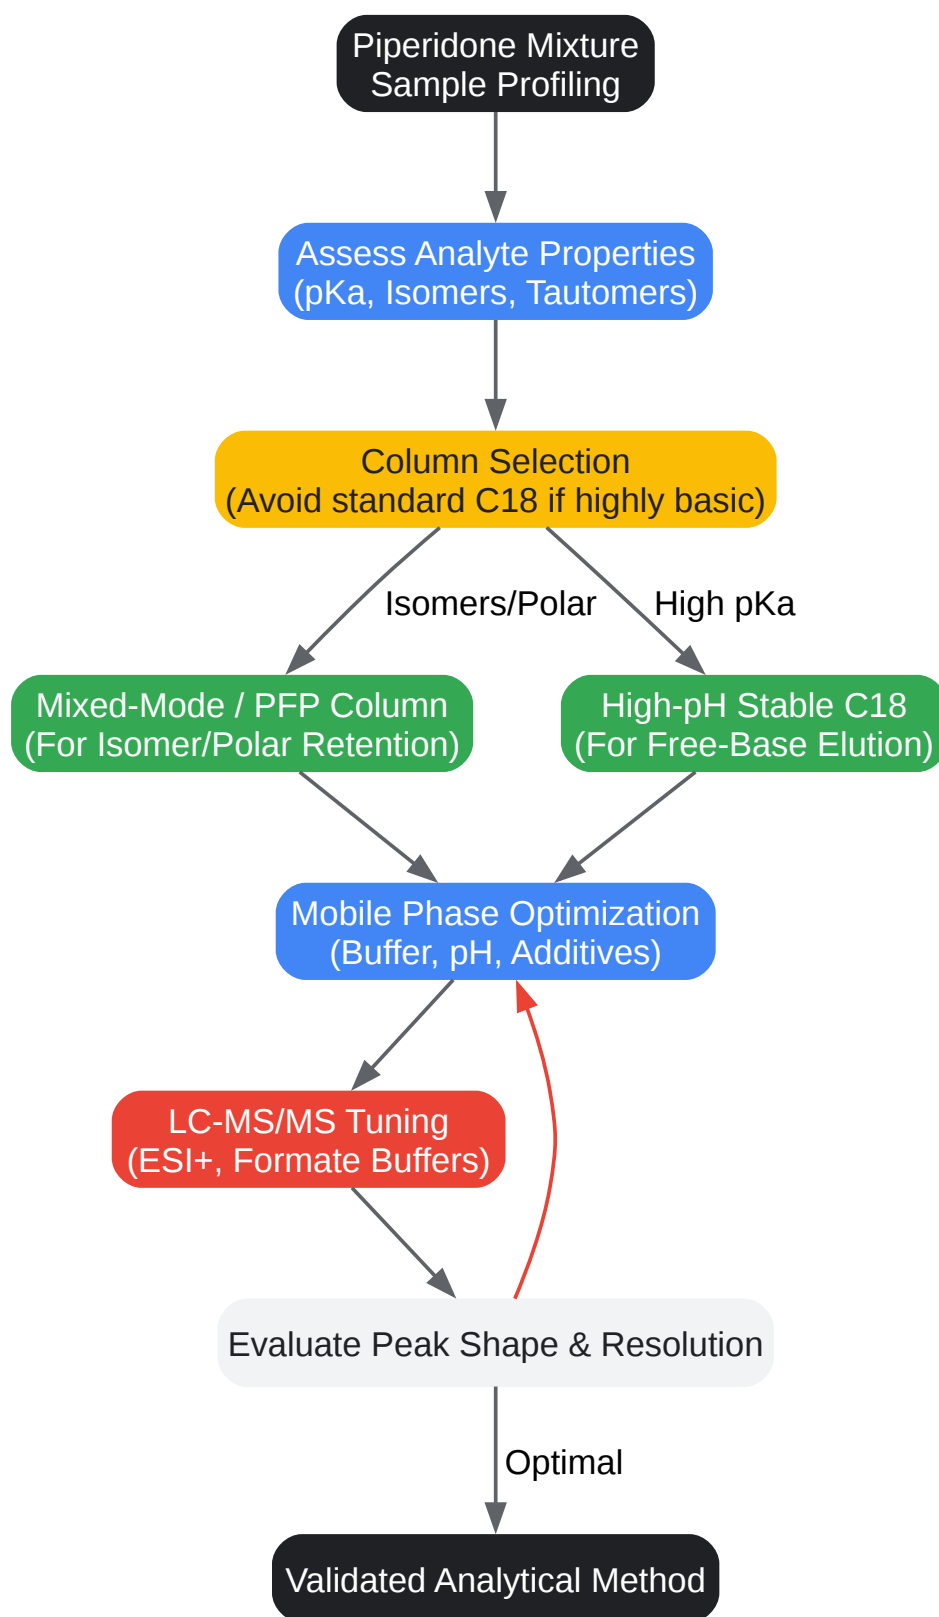 Piperidone Mixture
Sample Profiling
Assess Analyte Properties
(pKa, Isomers, Tautomers)
Column Selection
(Avoid standard C18 if highly basic)
Isomers/Polar
High pKa
Mixed-Mode / PFP Column
(For Isomer/Polar Retention)
High-pH Stable C18
(For Free-Base Elution)
Mobile Phase Optimization
(Buffer, pH, Additives)
LC-MS/MS Tuning
(ESI+, Formate Buffers)
Evaluate Peak Shape & Resolution
Optimal
Validated Analytical Method